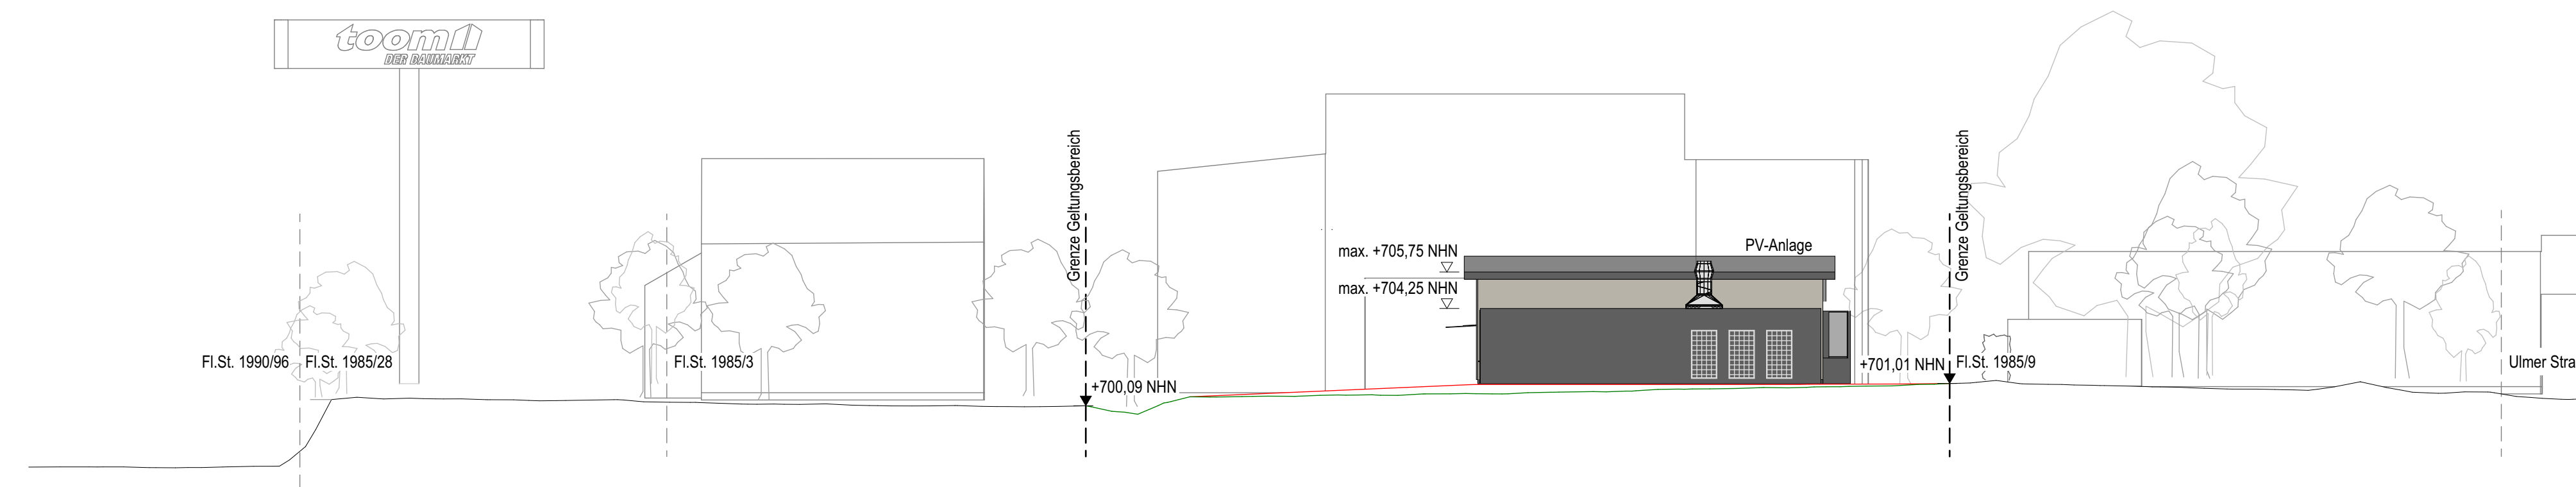 toom
DER BAUMARKT
Grenze Geltungsbereich
Grenze Geltungsbereich
PV-Anlage
max. +705,75 NHN
max. +704,25 NHN
Fl.St. 1990/96
Fl.St. 1985/28
Fl.St. 1985/3
+700,09 NHN
+701,01 NHN
Fl.St. 1985/9
Ulmer Stra